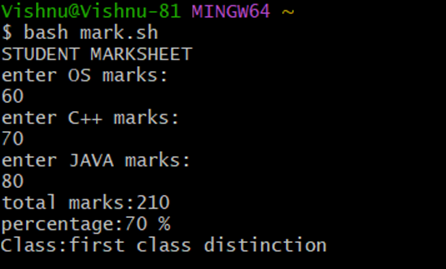 Vishnu@Vishnu-81 MINGW64 ~
$ bash mark.sh
STUDENT MARKSHEET
enter OS marks:
60
enter C++ marks:
70
enter JAVA marks:
80
total marks:210
percentage:70 %
Class:first class distinction